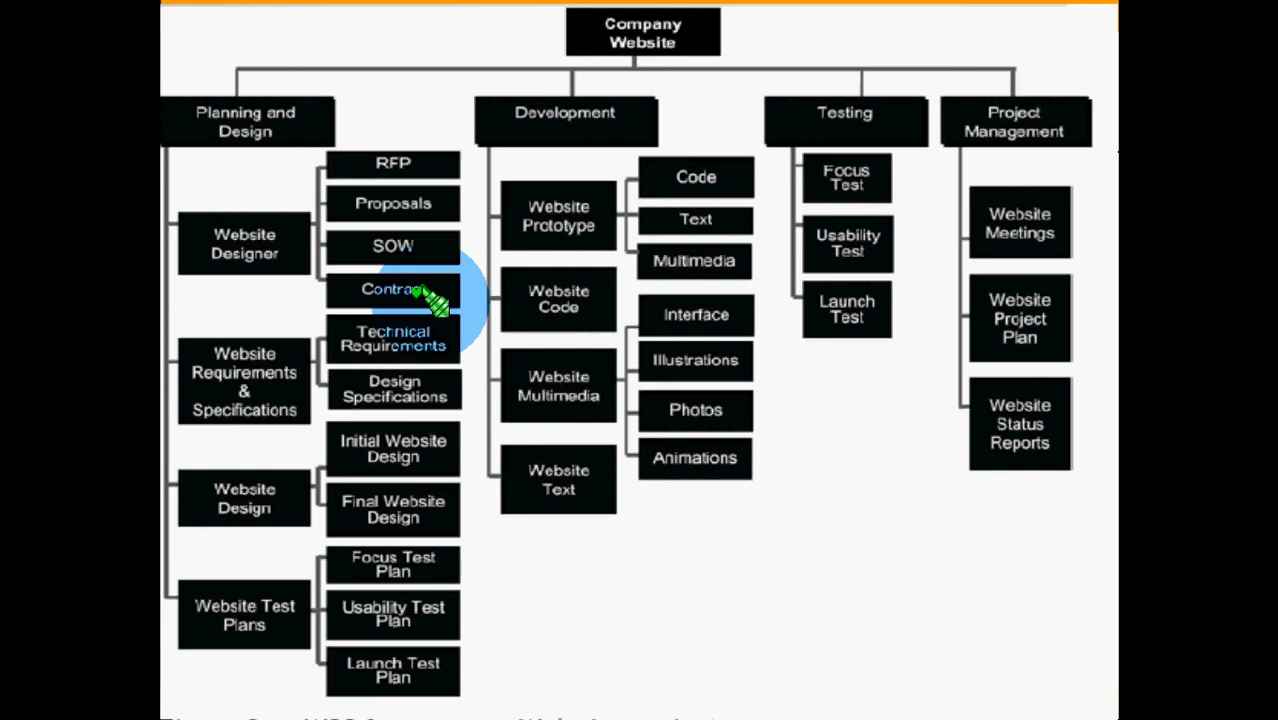 Company
Website
Planning and
Design
Development
Testing
Project
Management
Website
Designer
RFP
Proposals
SOW
Contract
Website
Requirements
&
Specifications
Technical
Requirements
Design
Specifications
Website
Design
Initial Website
Design
Final Website
Design
Website Test
Plans
Focus Test
Plan
Usability Test
Plan
Launch Test
Plan
Website
Prototype
Code
Text
Multimedia
Website
Code
Website
Multimedia
Interface
Illustrations
Photos
Animations
Website
Text
Focus
Test
Usability
Test
Launch
Test
Website
Meetings
Website
Project
Plan
Website
Status
Reports